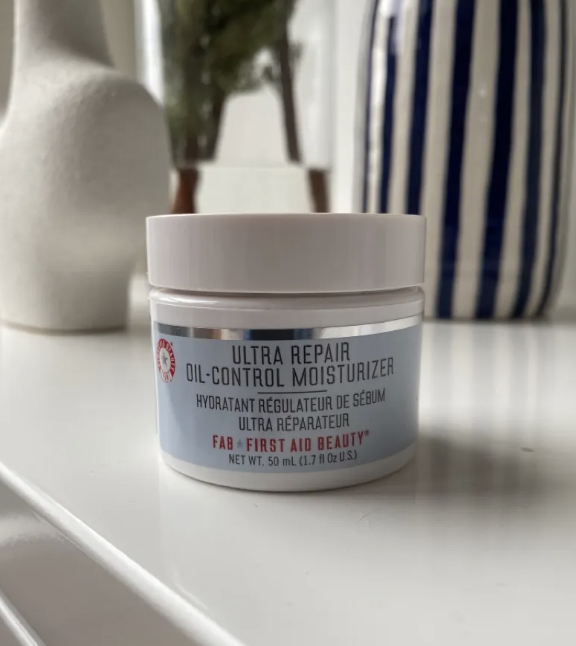 ULTRA REPAIR
OIL-CONTROL MOISTURIZER
HYDRATANT RÉGULATEUR DE SÉBUM
ULTRA RÉPARATEUR
FAB FIRST AID BEAUTY®
NET WT. 50 mL (1.7 fl Oz U.S.)